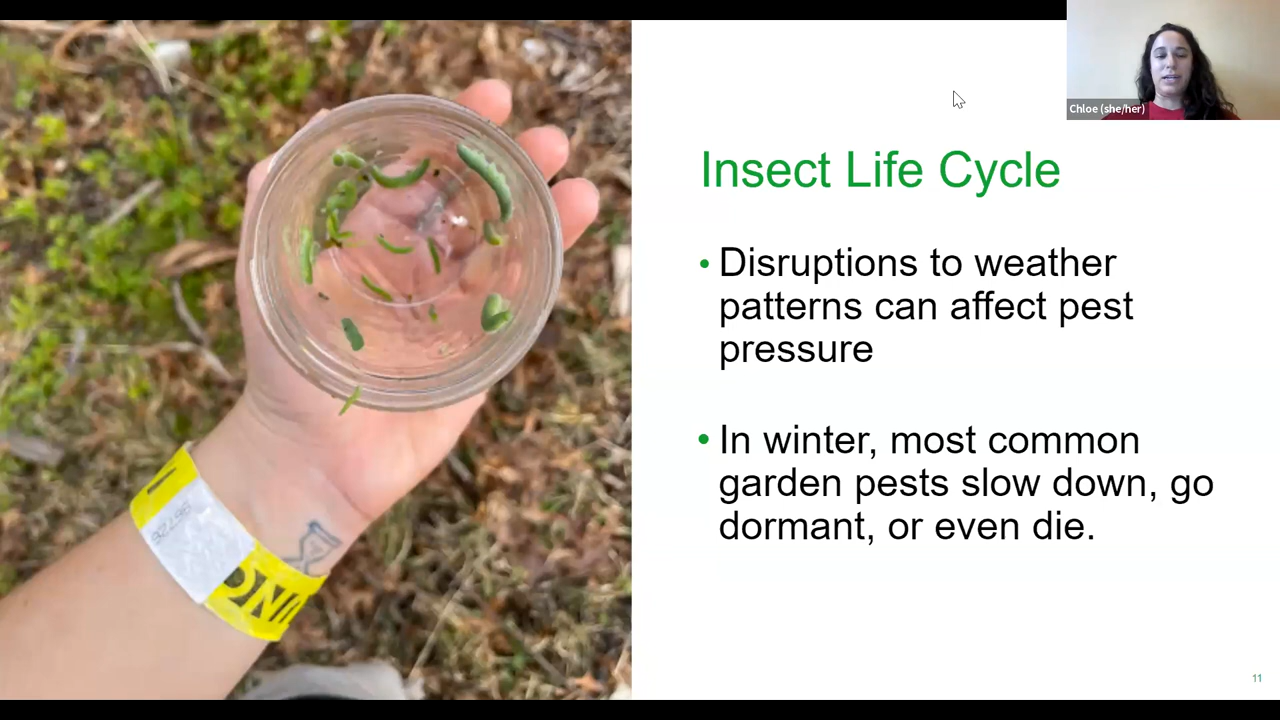 Chloe (she/her)
Insect Life Cycle
• Disruptions to weather
patterns can affect pest
pressure
• In winter, most common
garden pests slow down, go
dormant, or even die.
11